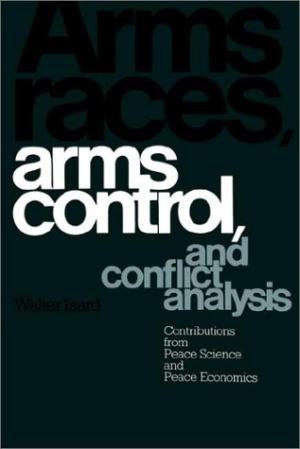 Arms
races,
arms
control,
and
conflict
analysis
Walter Isard
Contributions
from
Peace Science
and
Peace Economics